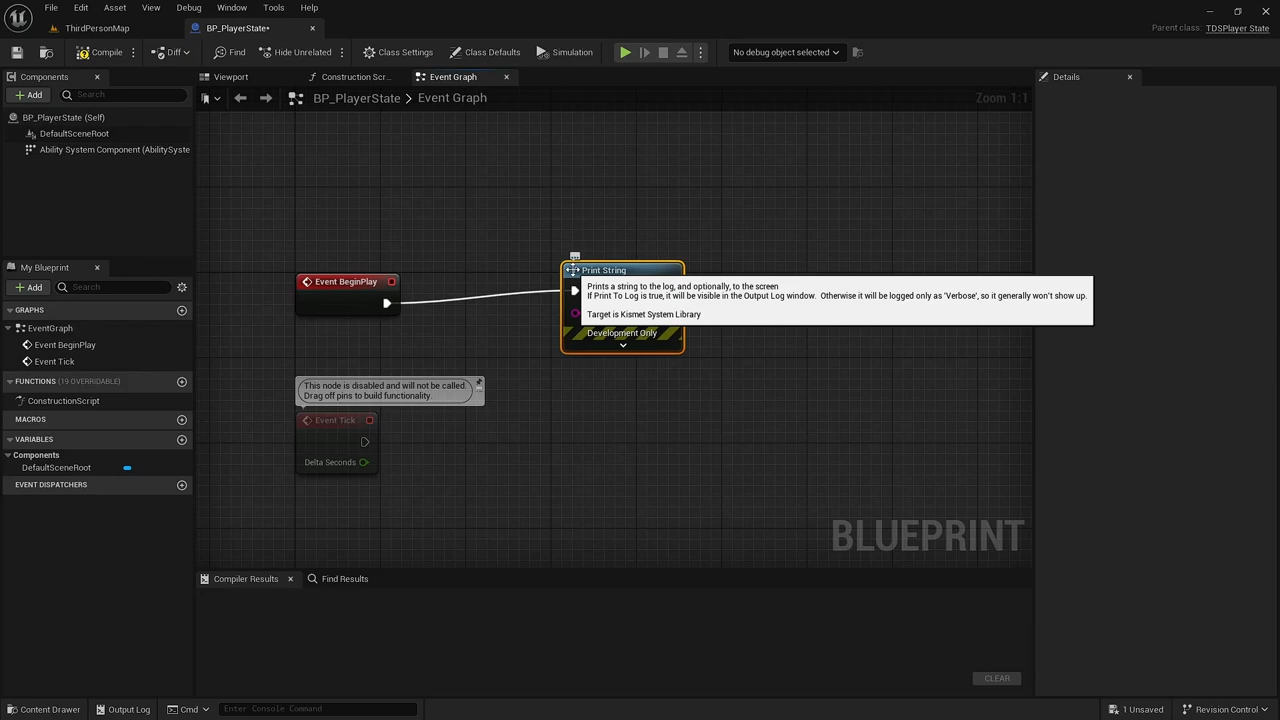 File Edit Asset View Debug Window Tools Help
ThirdPersonMap
BP_PlayerState*
Parent class: TDSPlayer State
Compile
Diff
Find
Hide Unrelated
Class Settings
Class Defaults
Simulation
No debug object selected
Components
Add
Search
BP_PlayerState (Self)
DefaultSceneRoot
Ability System Component (AbilitySyste
My Blueprint
Add
Search
GRAPHS
EventGraph
Event BeginPlay
Event Tick
FUNCTIONS (19 OVERRIDABLE)
ConstructionScript
MACROS
VARIABLES
Components
DefaultSceneRoot
EVENT DISPATCHERS
Viewport
Construction Scr...
Event Graph
BP_PlayerState > Event Graph
Zoom 1:1
Event BeginPlay
Print String
Prints a string to the log, and optionally, to the screen
If Print To Log is true, it will be visible in the Output Log window. Otherwise it will be logged only as 'Verbose', so it generally won't show up.
Target is Kismet System Library
Development Only
This node is disabled and will not be called.
Drag off pins to build functionality.
Event Tick
Delta Seconds
BLUEPRINT
Details
Compiler Results
Find Results
CLEAR
Content Drawer
Output Log
Cmd
Enter Console Command
1 Unsaved
Revision Control